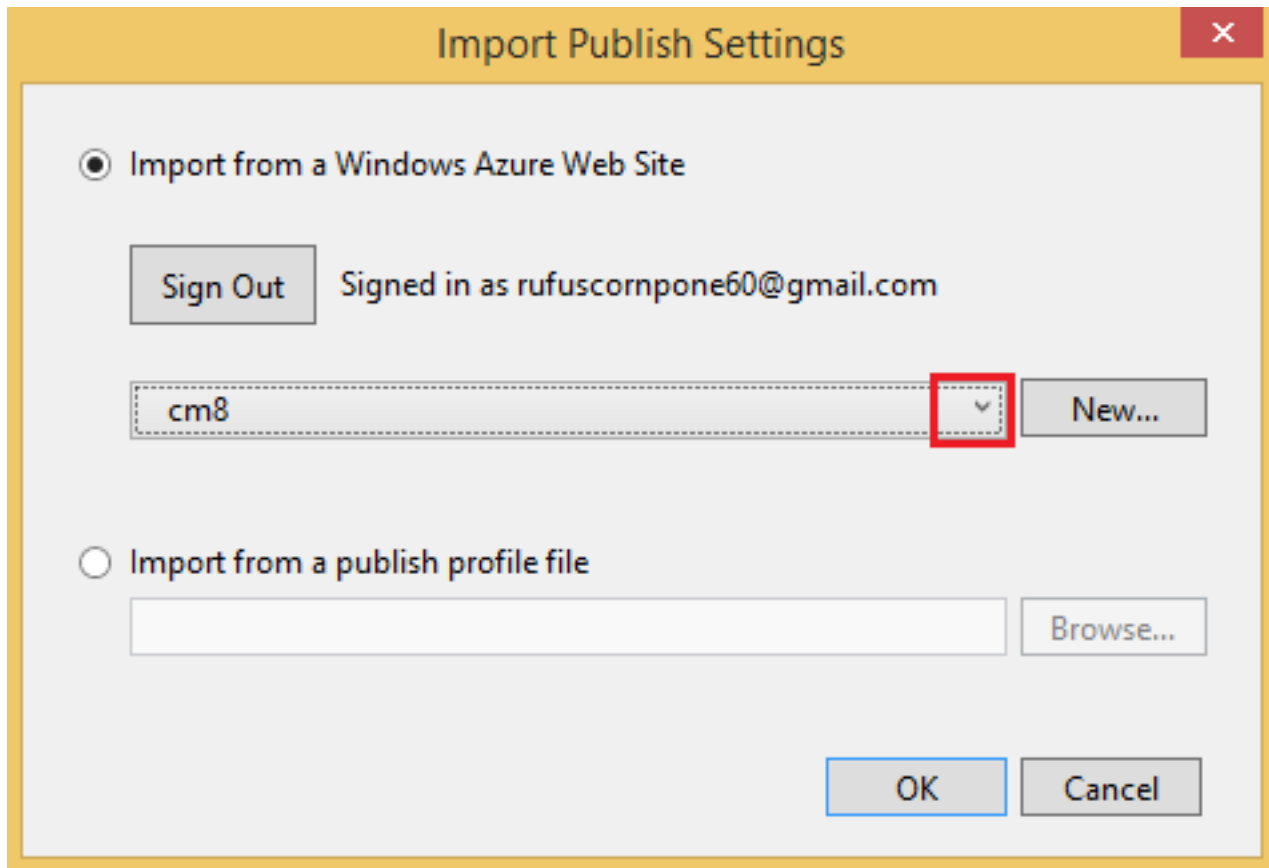 Import Publish Settings
Import from a Windows Azure Web Site
Sign Out Signed in as rufuscornpone60@gmail.com
cm8 New...
Import from a publish profile file
Browse...
OK Cancel